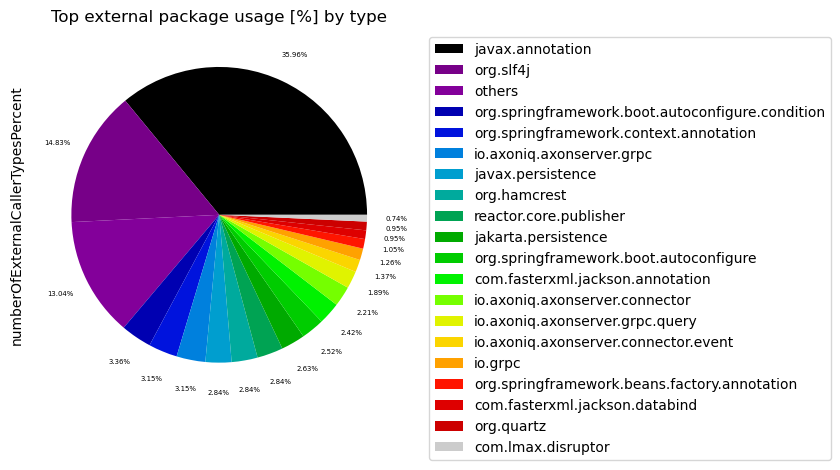 Top external package usage [%] by type
numberOfExternalCallerTypesPercent
35.96%
14.83%
13.04%
3.36%
3.15%
3.15%
2.84%
2.84%
2.84%
2.63%
2.52%
2.42%
2.21%
1.89%
1.37%
1.26%
1.05%
0.95%
0.95%
0.74%
javax.annotation
org.slf4j
others
org.springframework.boot.autoconfigure.condition
org.springframework.context.annotation
io.axoniq.axonserver.grpc
javax.persistence
org.hamcrest
reactor.core.publisher
jakarta.persistence
org.springframework.boot.autoconfigure
com.fasterxml.jackson.annotation
io.axoniq.axonserver.connector
io.axoniq.axonserver.grpc.query
io.axoniq.axonserver.connector.event
io.grpc
org.springframework.beans.factory.annotation
com.fasterxml.jackson.databind
org.quartz
com.lmax.disruptor